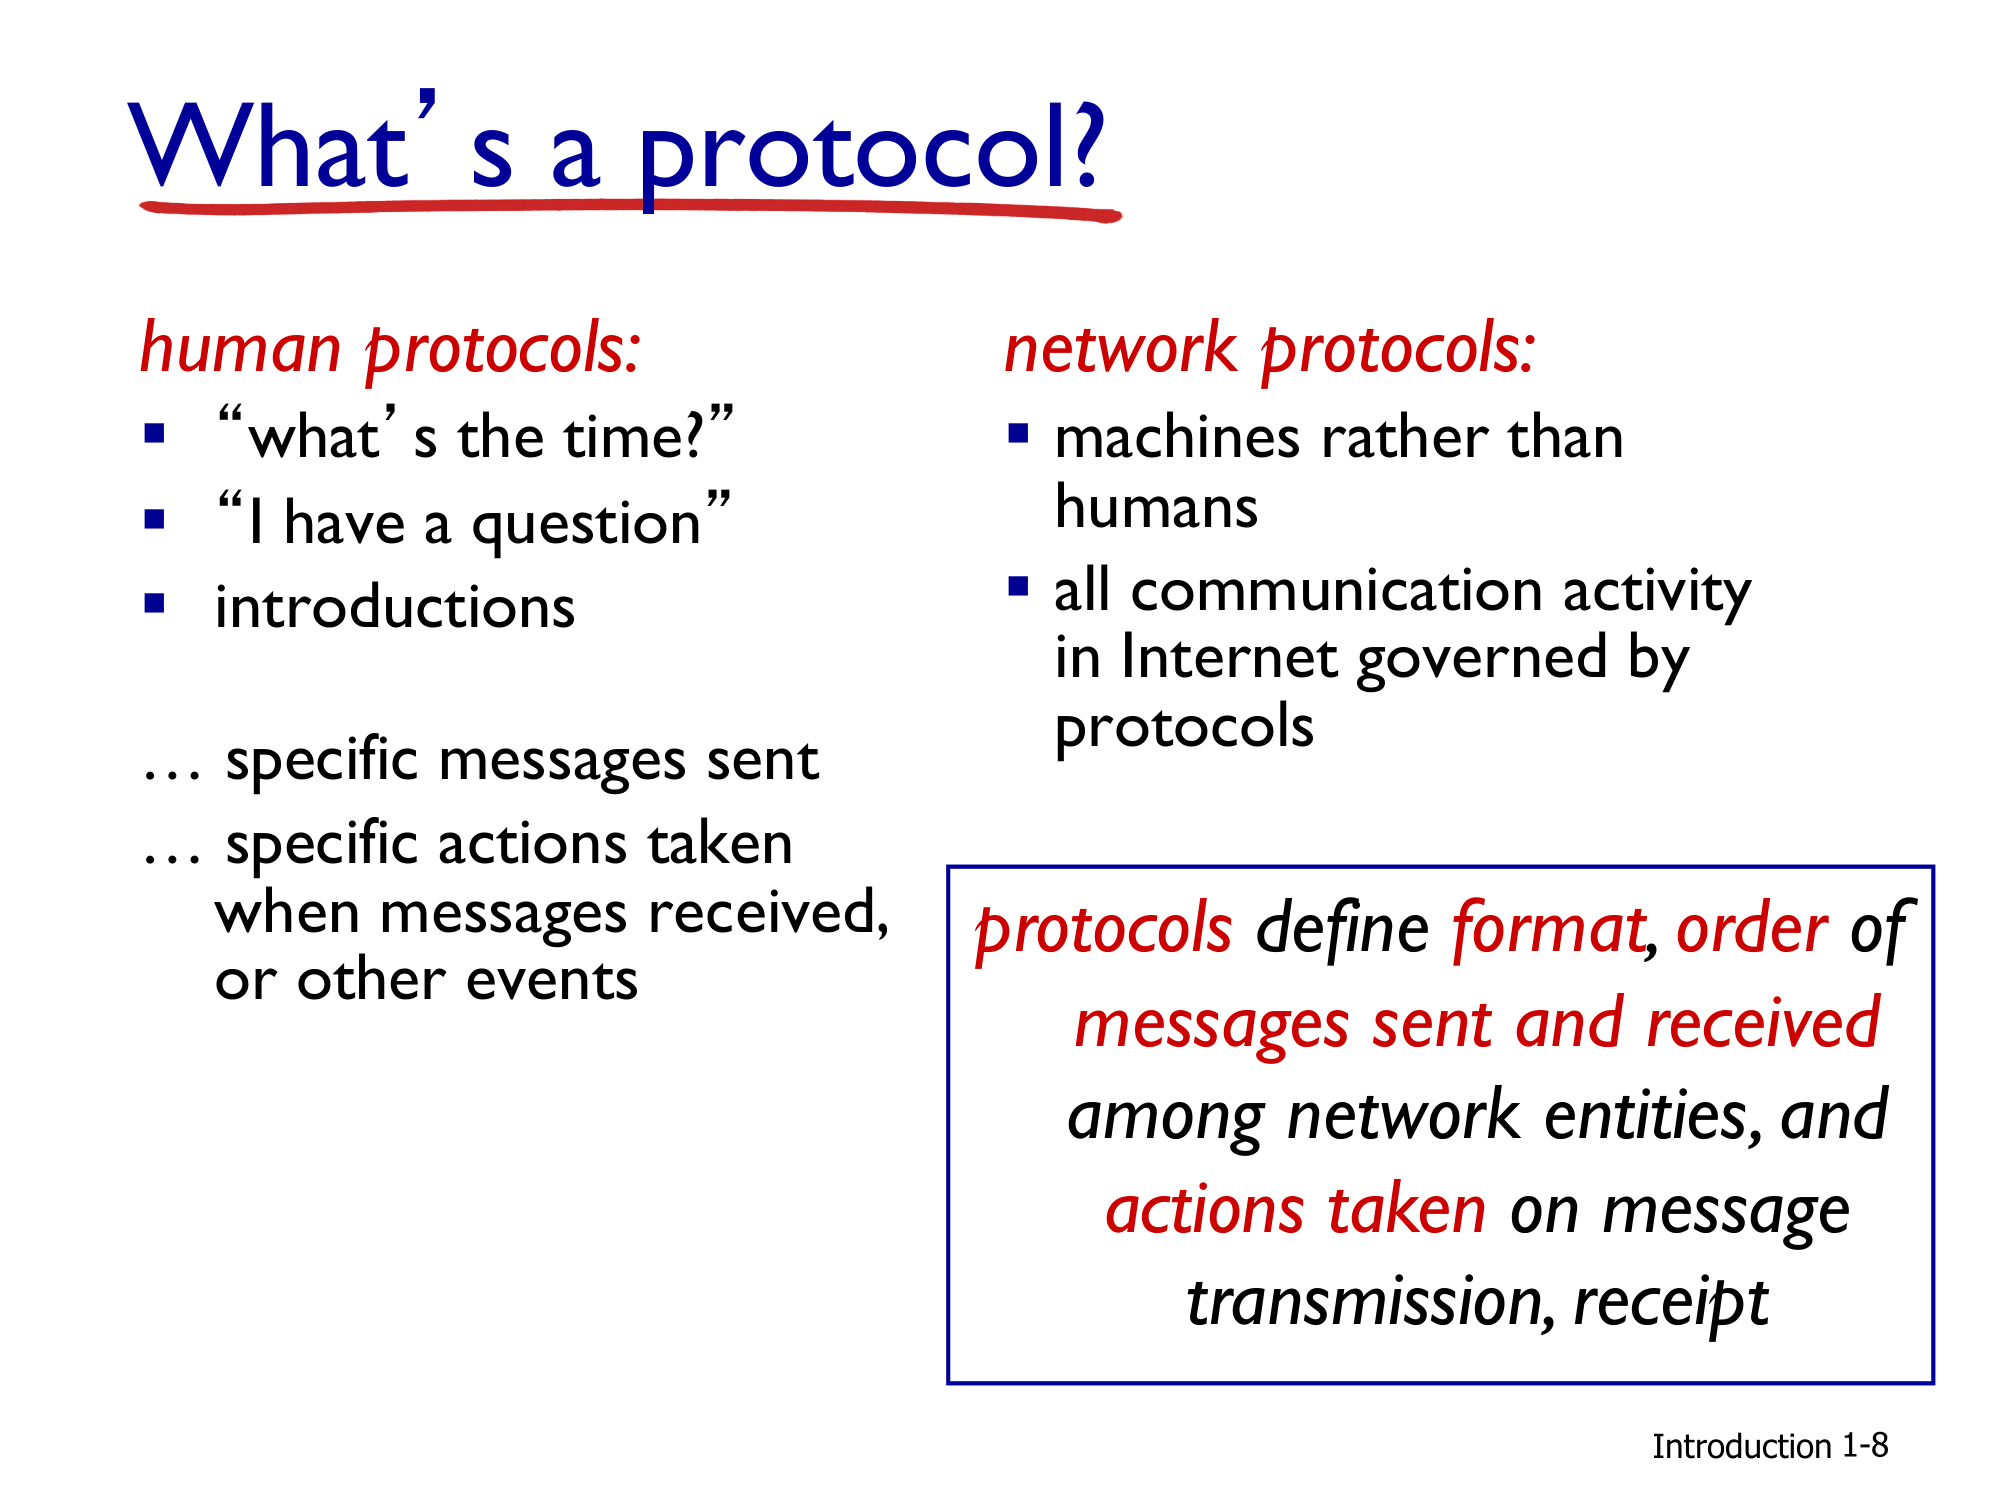 What’s a protocol?
human protocols:
▪ “what’s the time?”
▪ “I have a question”
▪ introductions
… specific messages sent
… specific actions taken
when messages received,
or other events
network protocols:
▪ machines rather than
humans
▪ all communication activity
in Internet governed by
protocols
protocols define format, order of
messages sent and received
among network entities, and
actions taken on message
transmission, receipt
Introduction 1-8